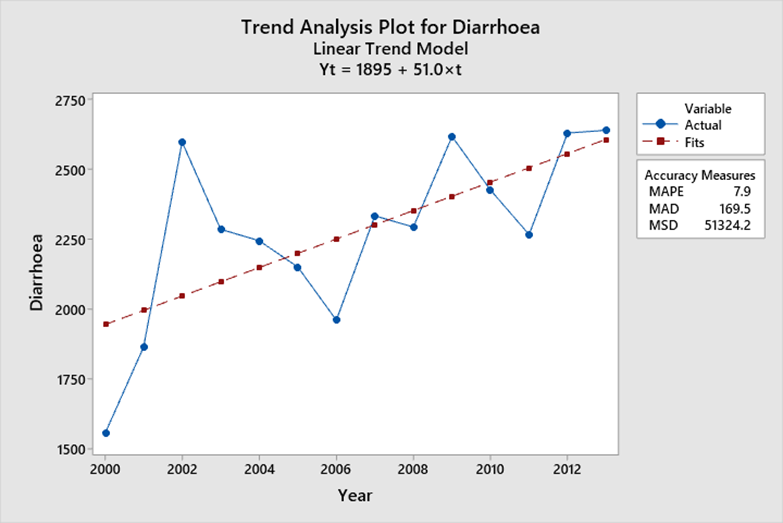 Trend Analysis Plot for Diarrhoea
Linear Trend Model
Yt = 1895 + 51.0×t
2750
2500
2250
2000
1750
1500
Diarrhoea
2000 2002 2004 2006 2008 2010 2012
Year
Variable
Actual
Fits
Accuracy Measures
MAPE 7.9
MAD 169.5
MSD 51324.2